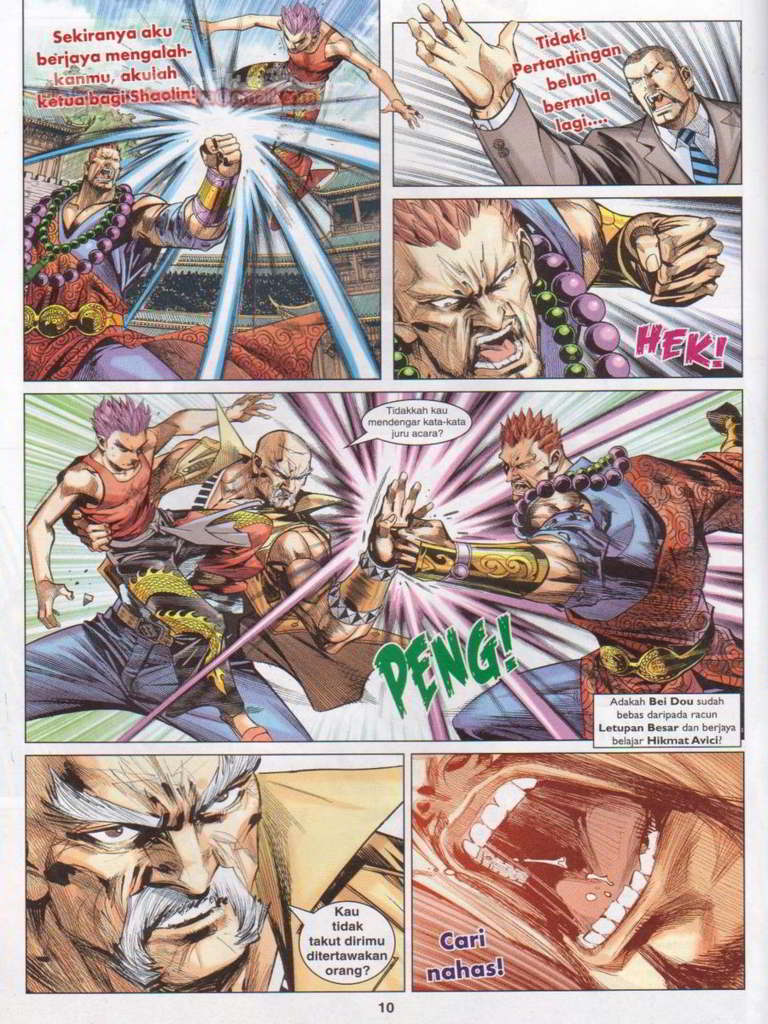 Sekiranya aku
berjaya mengalah-
kanmu, akulah
ketua bagi Shaolin!
Tidak!
Pertandingan
belum
bermula
lagi....
HEK!
Tidakkah kau
mendengar kata-kata
juru acara?
PENG!
Adakah Bei Dou sudah
bebas daripada racun
Letupan Besar dan berjaya
belajar Hikmat Avici?
Kau
tidak
takut dirimu
ditertawakan
orang?
Cari
nahas!
10